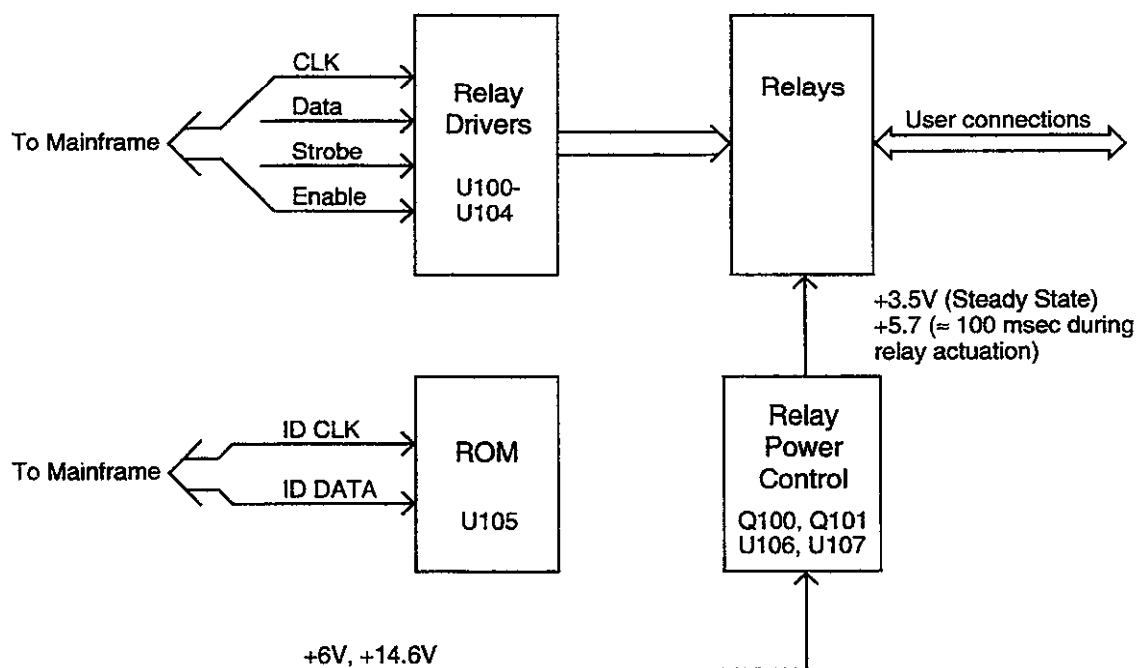 CLK
Data
Strobe
Enable
To Mainframe
Relay
Drivers
U100-
U104
Relays
User connections
+3.5V (Steady State)
+5.7 (≈ 100 msec during
relay actuation)
ID CLK
ID DATA
To Mainframe
ROM
U105
Relay
Power
Control
Q100, Q101
U106, U107
+6V, +14.6V